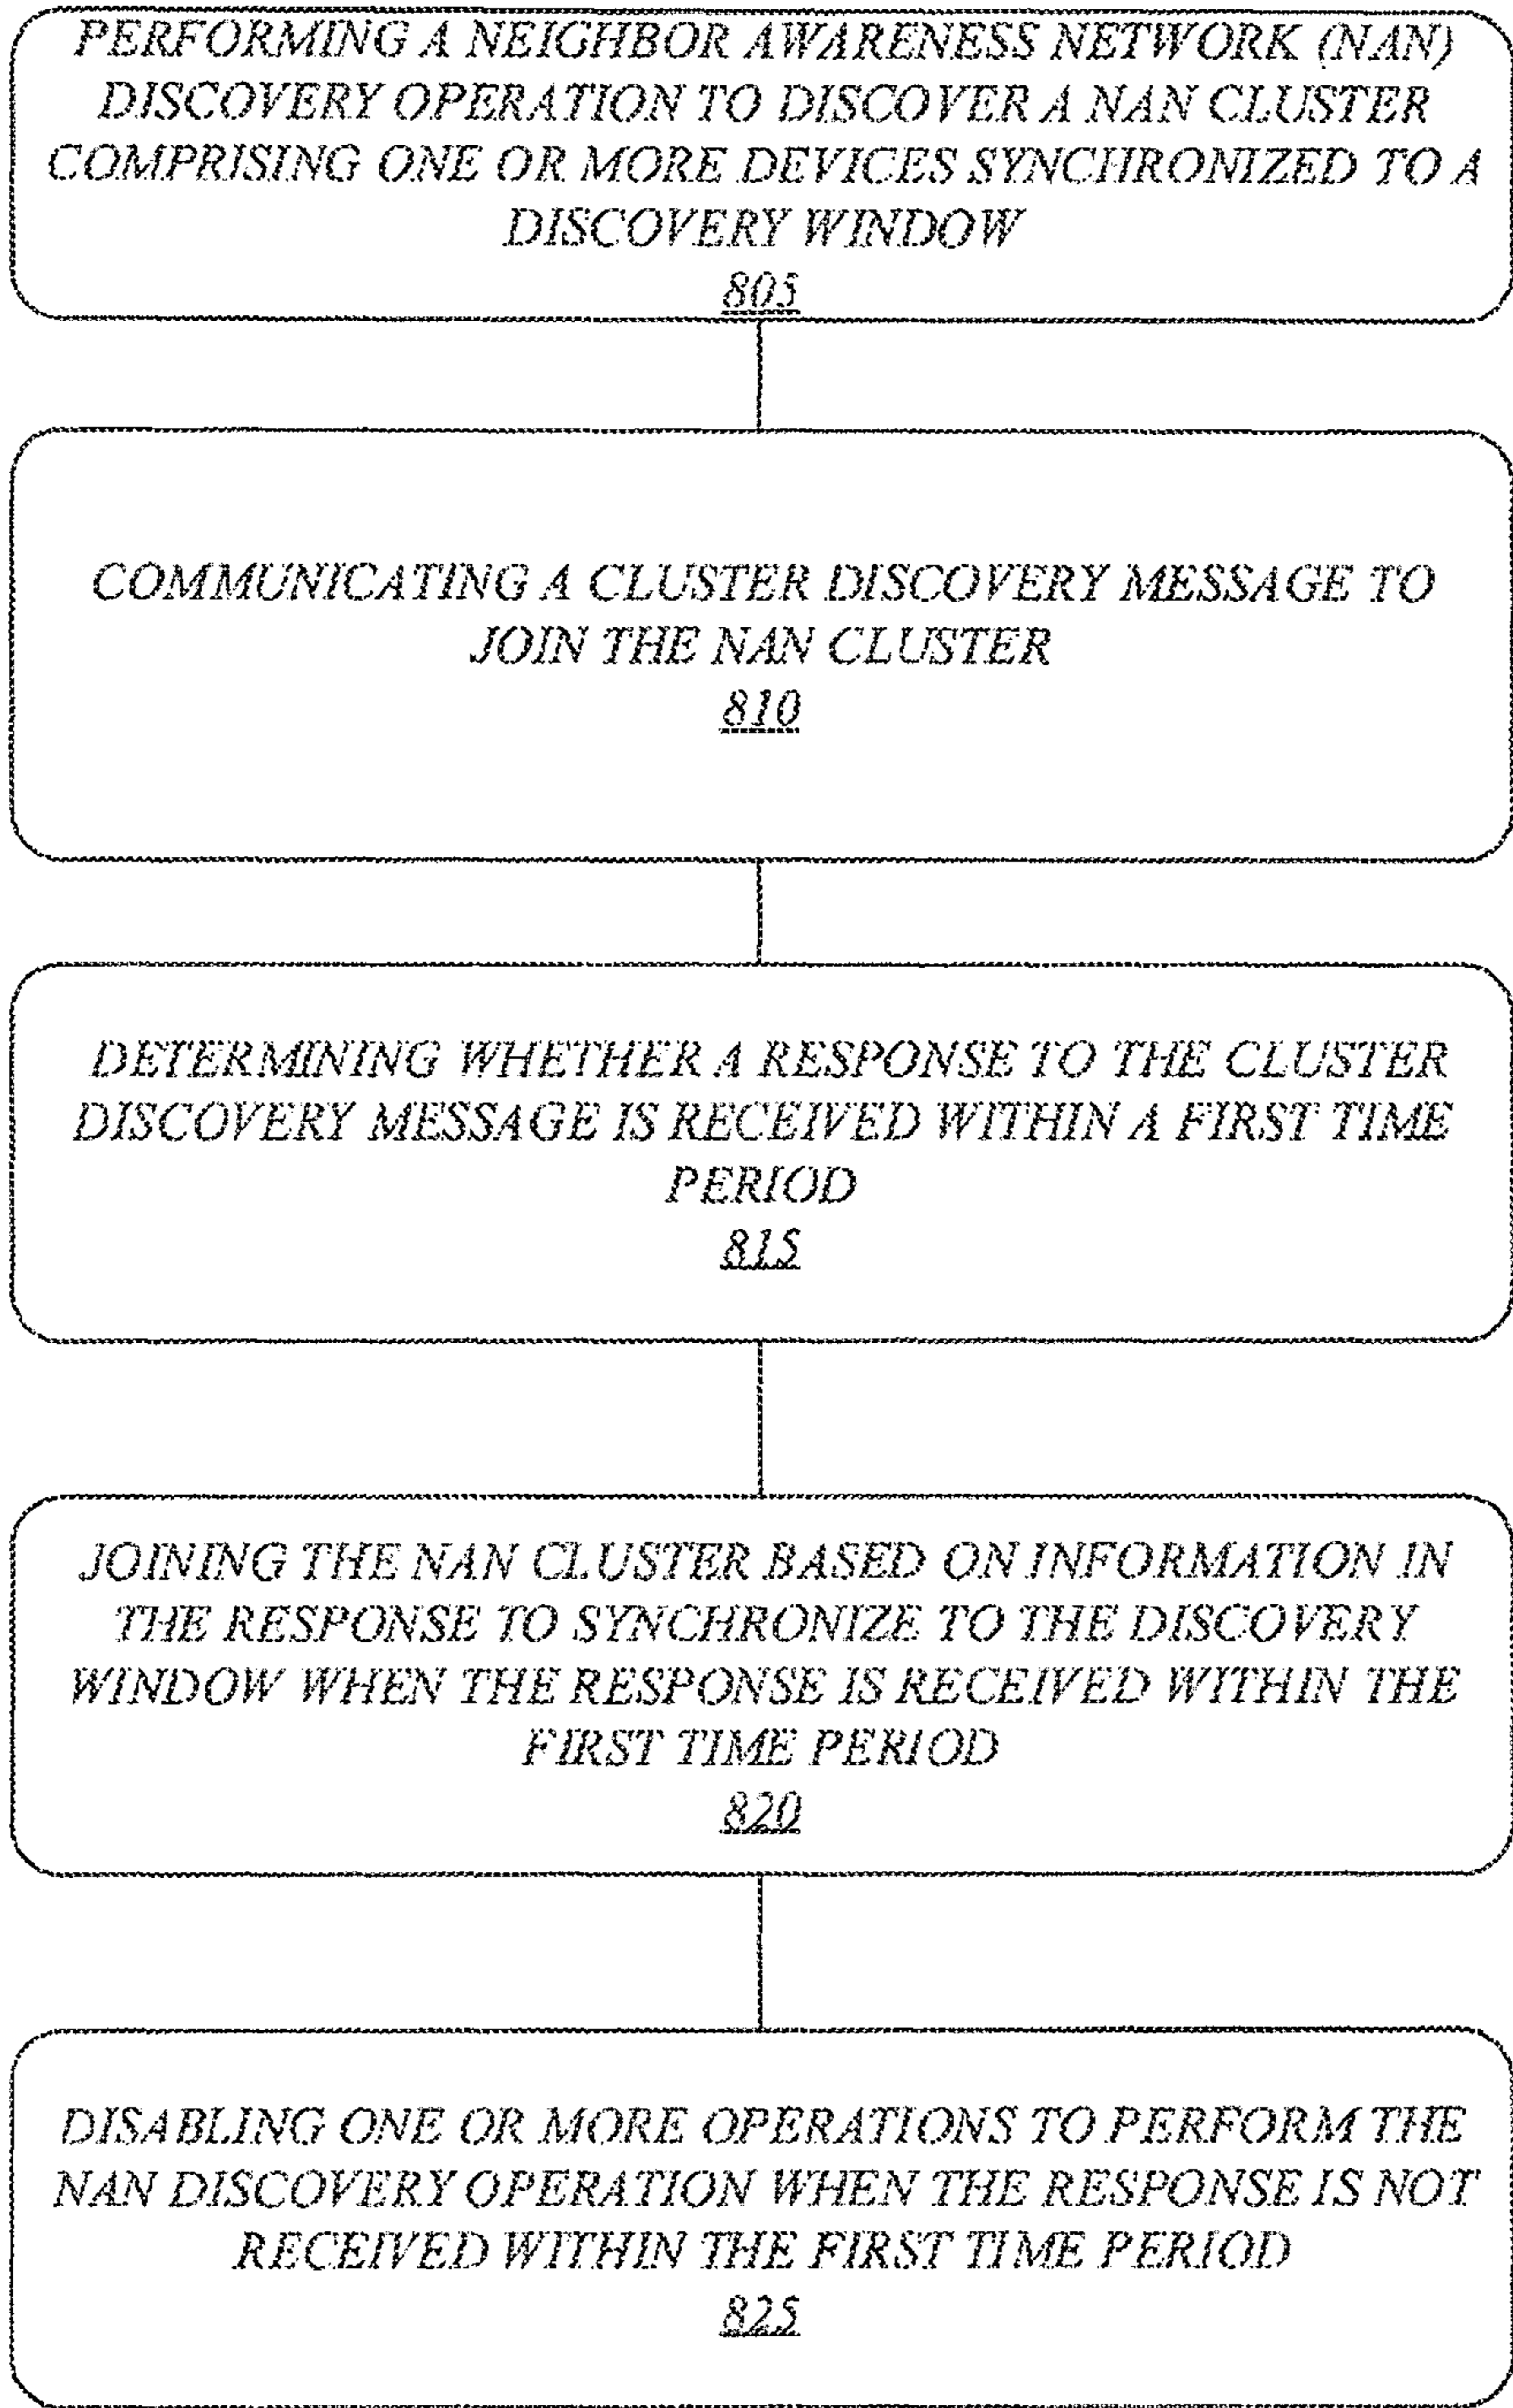 PERFORMING A NEIGHBOR AWARENESS NETWORK (NAN)
DISCOVERY OPERATION TO DISCOVER A NAN CLUSTER
COMPRISING ONE OR MORE DEVICES SYNCHRONIZED TO A
DISCOVERY WINDOW
805
COMMUNICATING A CLUSTER DISCOVERY MESSAGE TO
JOIN THE NAN CLUSTER
810
DETERMINING WHETHER A RESPONSE TO THE CLUSTER
DISCOVERY MESSAGE IS RECEIVED WITHIN A FIRST TIME
PERIOD
815
JOINING THE NAN CLUSTER BASED ON INFORMATION IN
THE RESPONSE TO SYNCHRONIZE TO THE DISCOVERY
WINDOW WHEN THE RESPONSE IS RECEIVED WITHIN THE
FIRST TIME PERIOD
820
DISABLING ONE OR MORE OPERATIONS TO PERFORM THE
NAN DISCOVERY OPERATION WHEN THE RESPONSE IS NOT
RECEIVED WITHIN THE FIRST TIME PERIOD
825